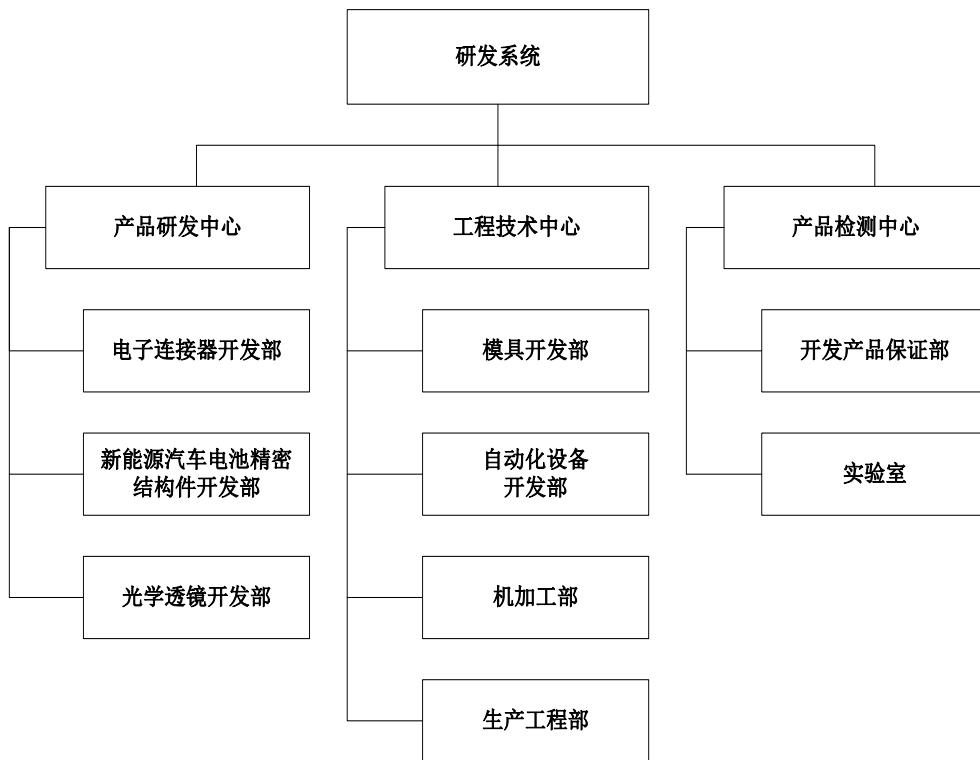 研发系统
产品研发中心
工程技术中心
产品检测中心
电子连接器开发部
模具开发部
开发产品保证部
新能源汽车电池精密
结构件开发部
自动化设备
开发部
实验室
光学透镜开发部
机加工部
生产工程部